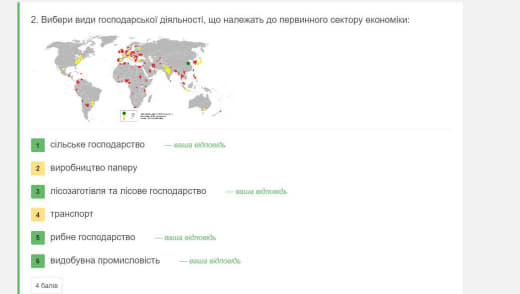 2. Вибери види господарської діяльності, що належать до первинного сектору економіки:
1 сільське господарство — ваша відповідь
2 виробництво паперу
3 лісозаготівля та лісове господарство — ваша відповідь
4 транспорт
5 рибне господарство — ваша відповідь
6 видобувна промисловість — ваша відповідь
4 балів